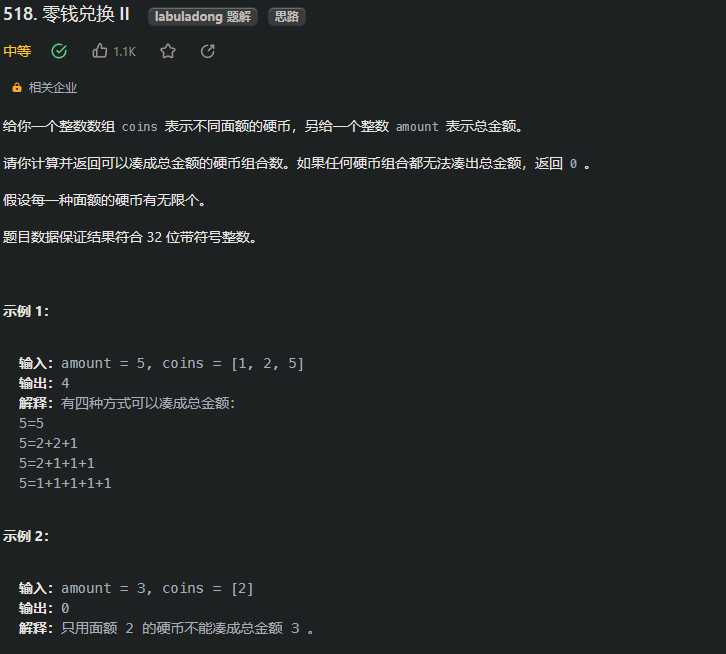 518. 零钱兑换 II labuladong 题解 思路
中等 1.1K
相关企业
给你一个整数数组 coins 表示不同面额的硬币，另给一个整数 amount 表示总金额。
请你计算并返回可以凑成总金额的硬币组合数。如果任何硬币组合都无法凑出总金额，返回 0 。
假设每一种面额的硬币有无限个。
题目数据保证结果符合 32 位带符号整数。
示例 1：
输入：amount = 5, coins = [1, 2, 5]
输出：4
解释：有四种方式可以凑成总金额：
5=5
5=2+2+1
5=2+1+1+1
5=1+1+1+1+1
示例 2：
输入：amount = 3, coins = [2]
输出：0
解释：只用面额 2 的硬币不能凑成总金额 3 。